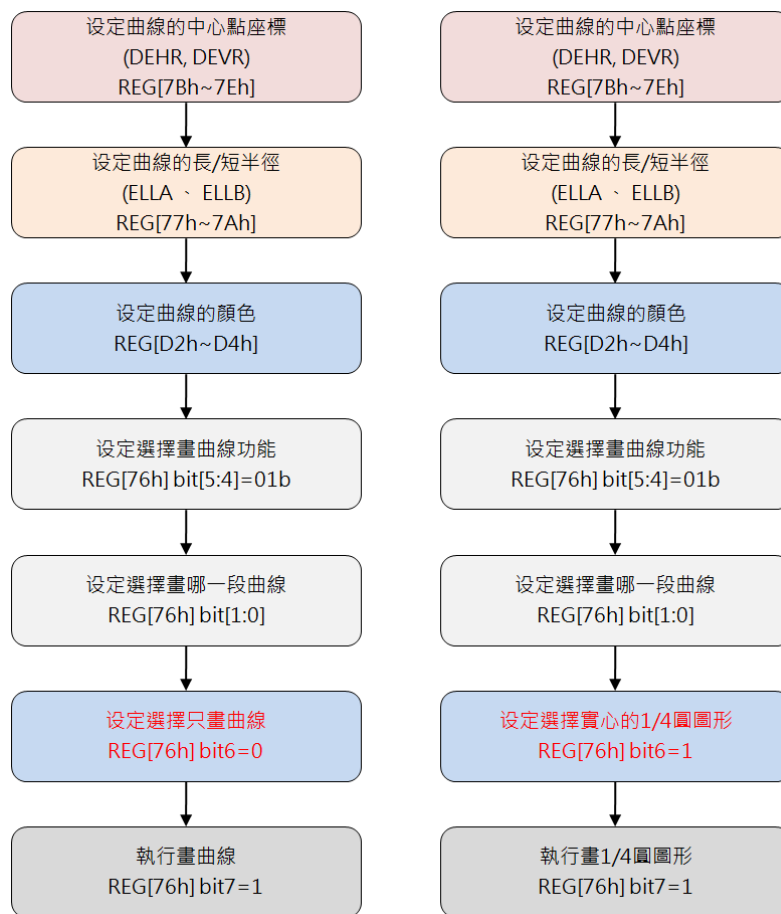 设定曲線的中心點座標
(DEHR, DEVR)
REG[7Bh~7Eh]
设定曲線的長/短半徑
(ELLA 、 ELLB)
REG[77h~7Ah]
设定曲線的顏色
REG[D2h~D4h]
设定選擇畫曲線功能
REG[76h] bit[5:4]=01b
设定選擇畫哪一段曲線
REG[76h] bit[1:0]
设定選擇只畫曲線
REG[76h] bit6=0
執行畫曲線
REG[76h] bit7=1
设定曲線的中心點座標
(DEHR, DEVR)
REG[7Bh~7Eh]
设定曲線的長/短半徑
(ELLA 、 ELLB)
REG[77h~7Ah]
设定曲線的顏色
REG[D2h~D4h]
设定選擇畫曲線功能
REG[76h] bit[5:4]=01b
设定選擇畫哪一段曲線
REG[76h] bit[1:0]
设定選擇實心的1/4圓圖形
REG[76h] bit6=1
執行畫1/4圓圖形
REG[76h] bit7=1